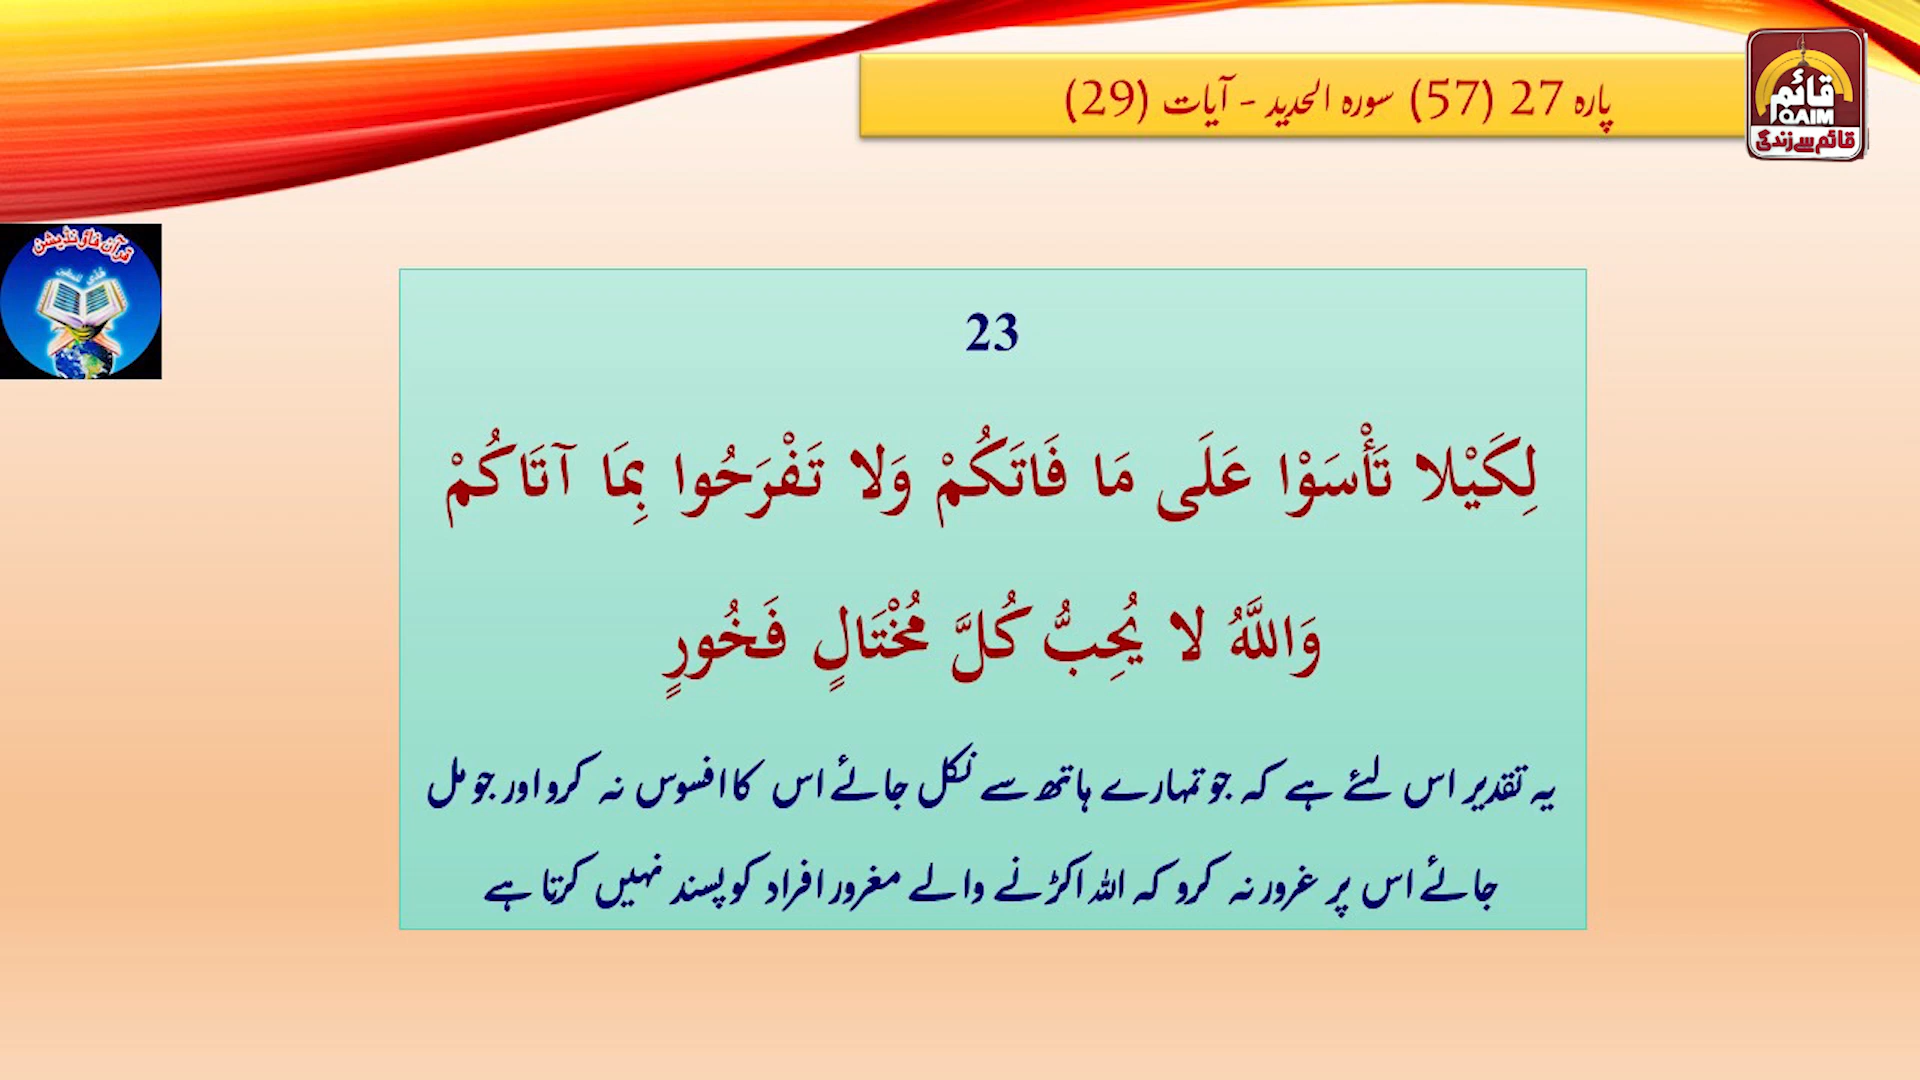 پارہ 27 (57) سورہ الحدید - آیات (29)
قائم
QAIM
قائم سے زندگی
قرآن فاؤنڈیشن
23
لِكَيْلا تَأْسَوْا عَلَى مَا فَاتَكُمْ وَلا تَفْرَحُوا بِمَا آتَاكُمْ
وَاللَّهُ لا يُحِبُّ كُلَّ مُخْتَالٍ فَخُورٍ
یہ تقدیر اس لئے ہے کہ جو تمہارے ہاتھ سے نکل جائے اس کا افسوس نہ کرو اور جو مل
جائے اس پر غرور نہ کرو کہ اللہ اکڑنے والے مغرور افراد کو پسند نہیں کرتا ہے